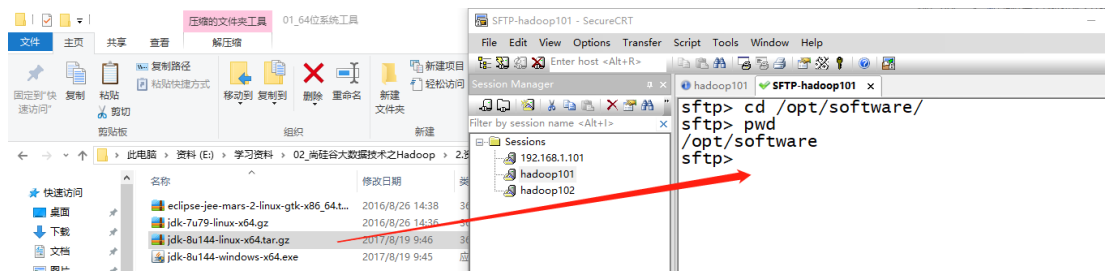 压缩的文件夹工具 01_64位系统工具
文件 主页 共享 查看 解压缩
固定到"快速访问" 复制 粘贴 复制路径 粘贴快捷方式 剪切 移动到 复制到 删除 重命名 新建文件夹 新建项目 轻松访问
剪贴板 组织 新建
此电脑 > 资料 (E:) > 学习资料 > 02_尚硅谷大数据技术之Hadoop > 2.
名称 修改日期
快速访问
桌面
下载
文档
图片
eclipse-jee-mars-2-linux-gtk-x86_64.t... 2016/8/26 14:38
jdk-7u79-linux-x64.gz 2016/8/26 14:36
jdk-8u144-linux-x64.tar.gz 2017/8/19 9:46
jdk-8u144-windows-x64.exe 2017/8/19 9:45
SFTP-hadoop101 - SecureCRT
File Edit View Options Transfer Script Tools Window Help
Enter host <Alt+R>
Session Manager
Filter by session name <Alt+I>
Sessions
192.168.1.101
hadoop101
hadoop102
hadoop101 SFTP-hadoop101
sftp> cd /opt/software/
sftp> pwd
/opt/software
sftp>